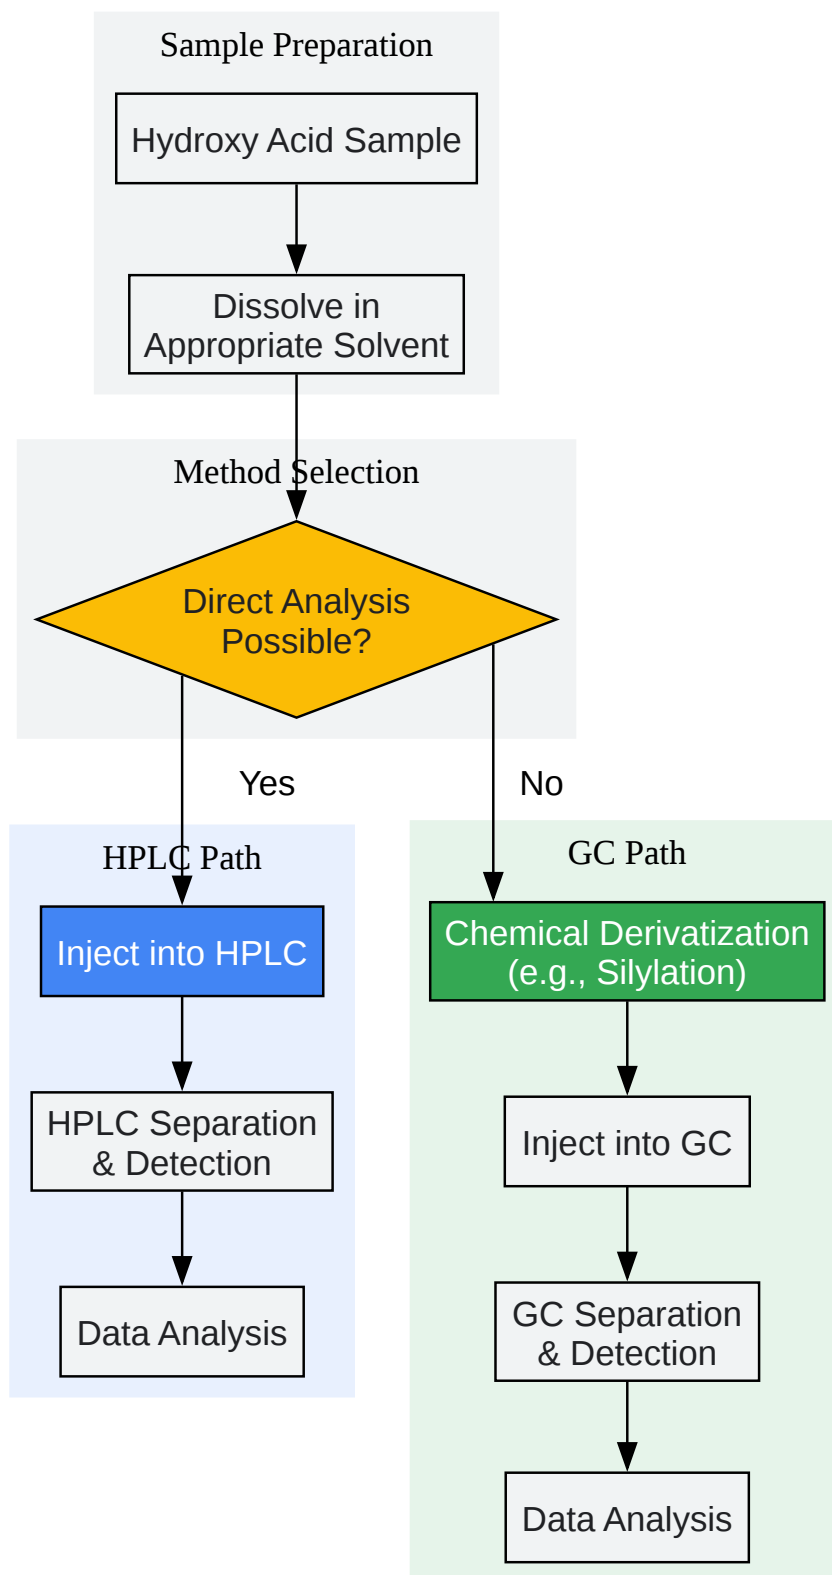 Sample Preparation
Hydroxy Acid Sample
Dissolve in
Appropriate Solvent
Method Selection
Direct Analysis
Possible?
Yes
No
HPLC Path
Inject into HPLC
HPLC Separation
& Detection
Data Analysis
GC Path
Chemical Derivatization
(e.g., Silylation)
Inject into GC
GC Separation
& Detection
Data Analysis